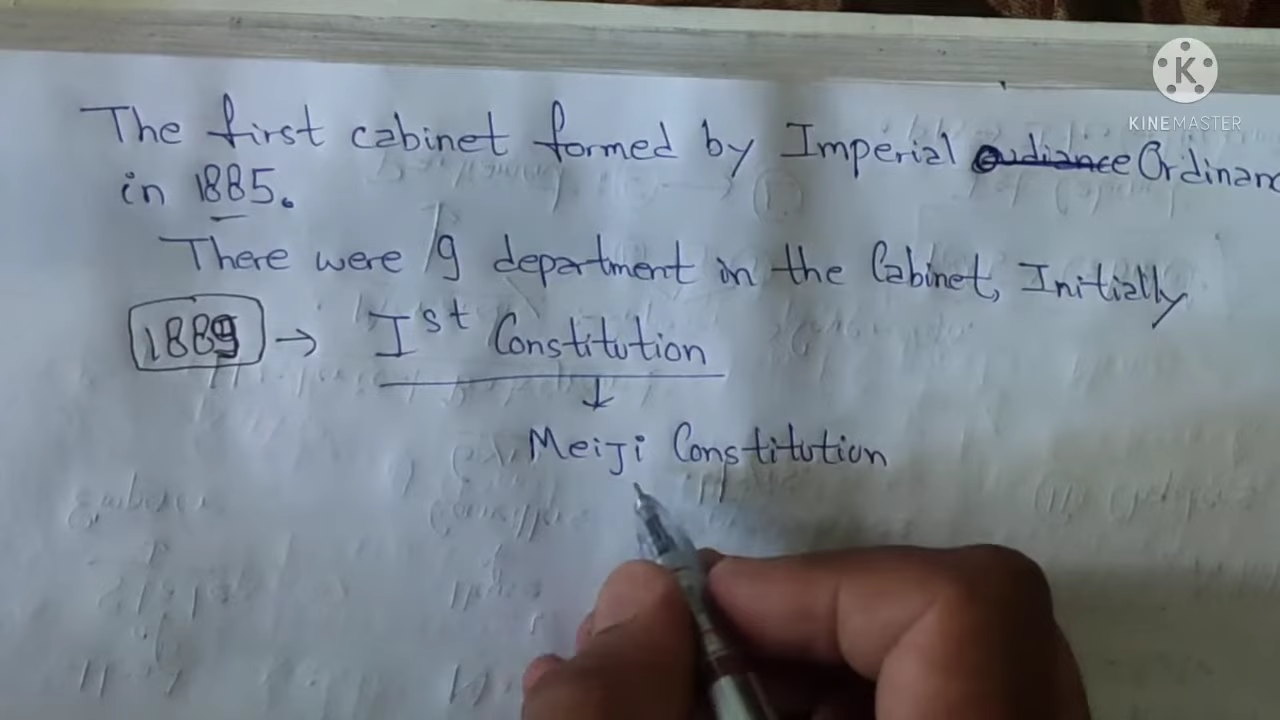 The first cabinet formed by Imperial Ordinanc
in 1885.
There were 9 department in the Cabinet, Initially
1889 → Ist Constitution
↓
Meiji Constitution
KINEMASTER